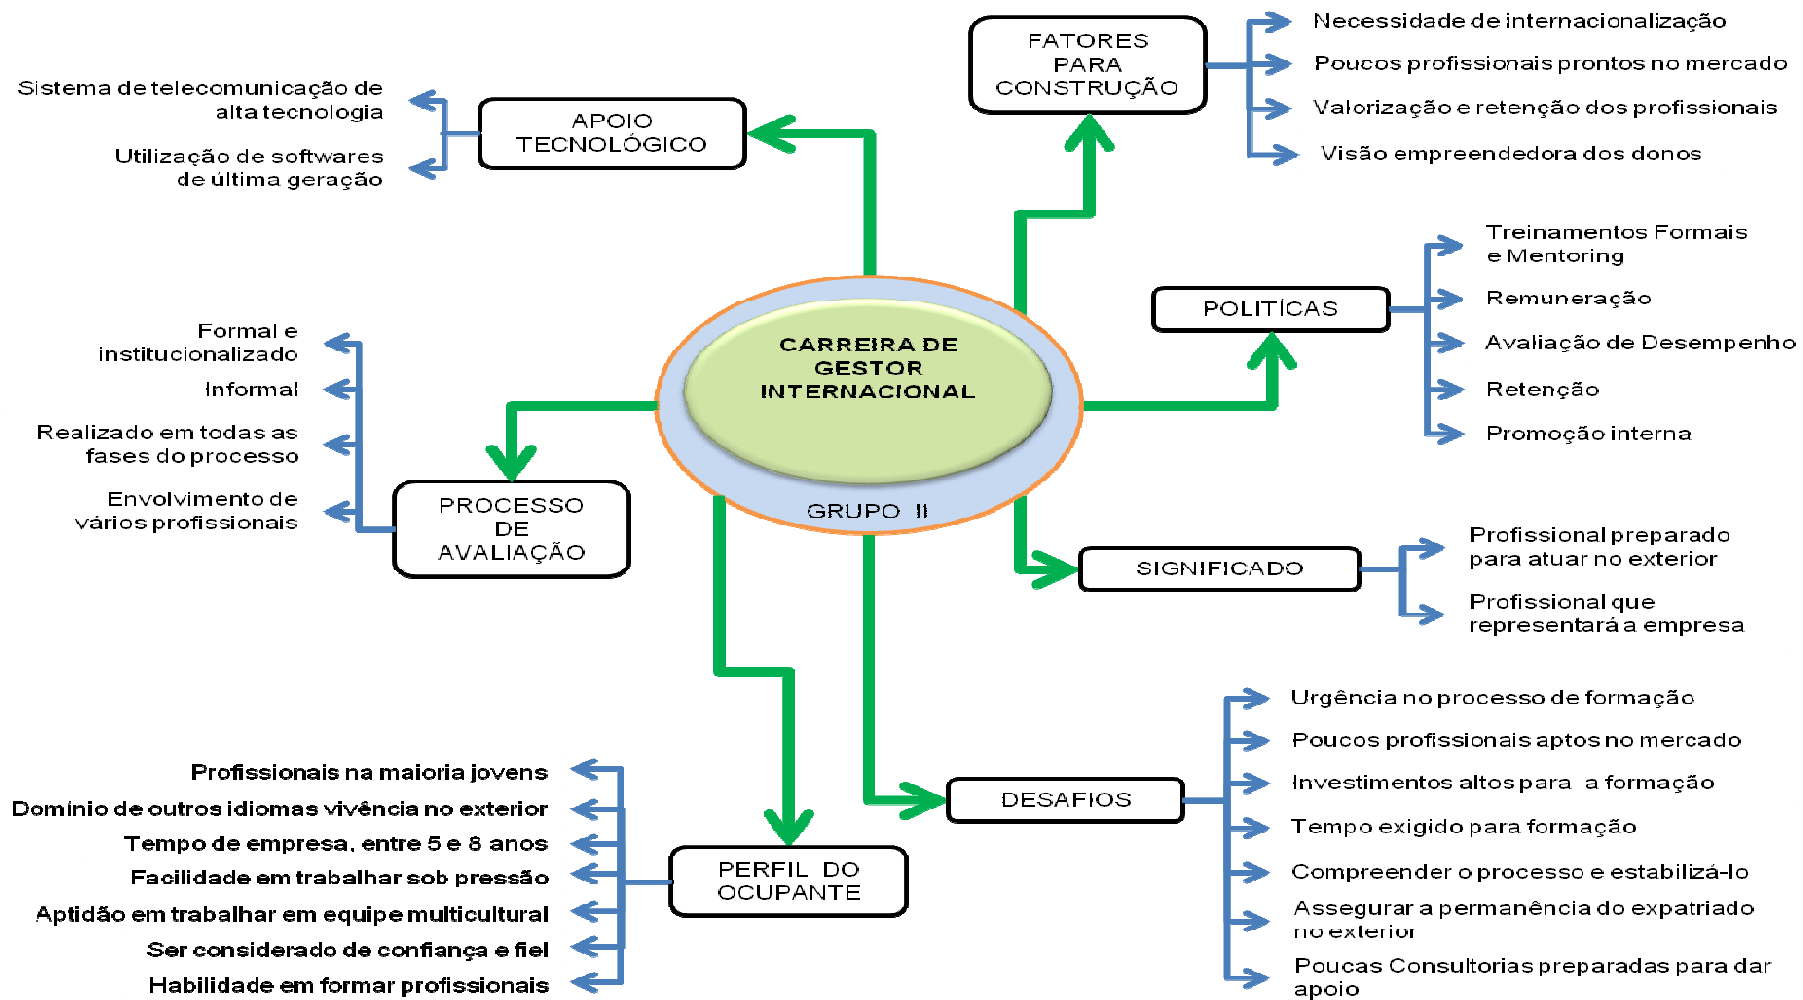 CARREIRA DE
GESTOR
INTERNACIONAL
GRUPO II
FATORES
PARA
CONSTRUÇÃO
Necessidade de internacionalização
Poucos profissionais prontos no mercado
Valorização e retenção dos profissionais
Visão empreendedora dos donos
POLITÍCAS
Treinamentos Formais
e Mentoring
Remuneração
Avaliação de Desempenho
Retenção
Promoção interna
SIGNIFICADO
Profissional preparado
para atuar no exterior
Profissional que
representará a empresa
DESAFIOS
Urgência no processo de formação
Poucos profissionais aptos no mercado
Investimentos altos para a formação
Tempo exigido para formação
Compreender o processo e estabilizá-lo
Assegurar a permanência do expatriado
no exterior
Poucas Consultorias preparadas para dar
apoio
PERFIL DO
OCUPANTE
Profissionais na maioria jovens
Domínio de outros idiomas vivência no exterior
Tempo de empresa, entre 5 e 8 anos
Facilidade em trabalhar sob pressão
Aptidão em trabalhar em equipe multicultural
Ser considerado de confiança e fiel
Habilidade em formar profissionais
PROCESSO
DE
AVALIAÇÃO
Formal e
institucionalizado
Informal
Realizado em todas as
fases do processo
Envolvimento de
vários profissionais
APOIO
TECNOLÓGICO
Sistema de telecomunicação de
alta tecnologia
Utilização de softwares
de última geração